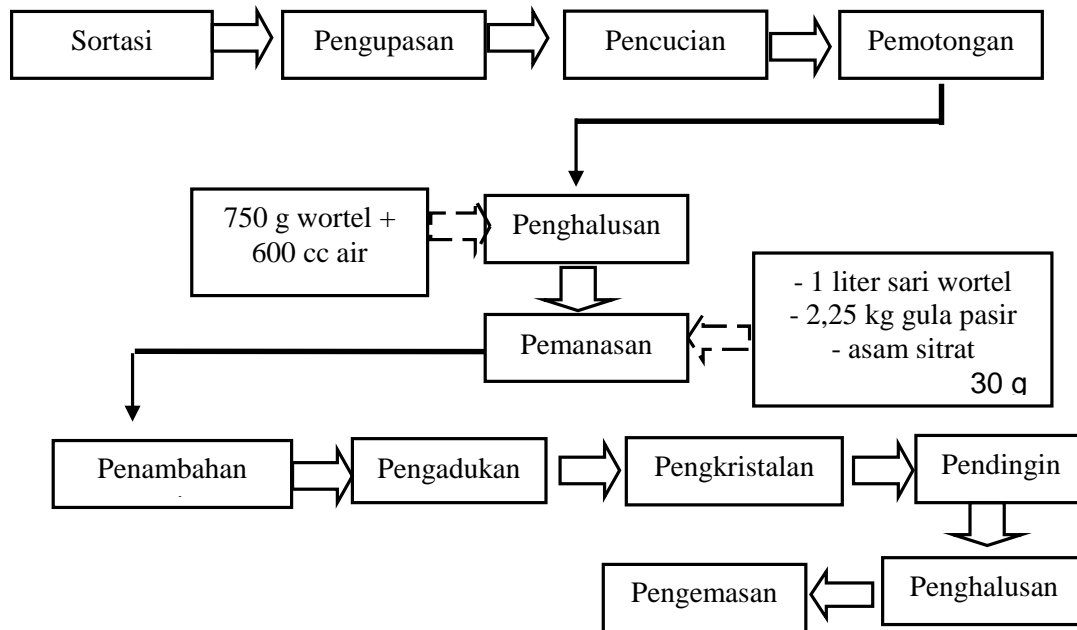 Sortasi
Pengupasan
Pencucian
Pemotongan
750 g wortel +
600 cc air
Penghalusan
- 1 liter sari wortel
- 2,25 kg gula pasir
- asam sitrat
30 g
Pemanasan
Penambahan
Pengadukan
Pengkristalan
Pendingin
Penghalusan
Pengemasan